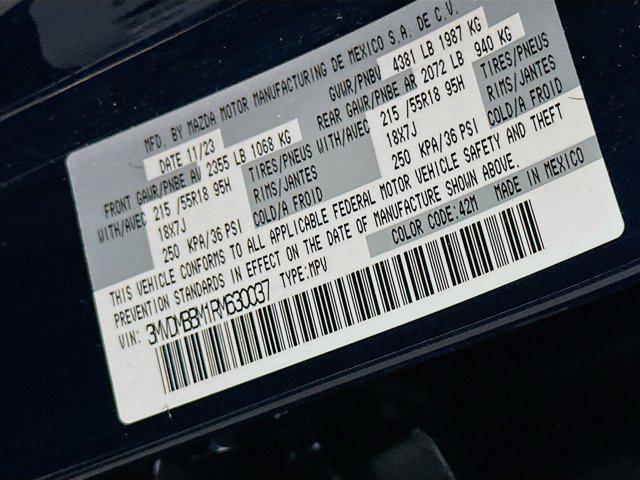 MFD. BY MAZDA MOTOR MANUFACTURING DE MEXICO S.A. DE C.V.
DATE 11/23 GVWR/PNBV 4381 LB 1987 KG
FRONT GAWR/PNBE AV 2355 LB 1068 KG REAR GAWR/PNBE AR 2072 LB 940 KG
WITH/AVEC 215 /55R18 95H TIRES/PNEUS WITH/AVEC 215 /55R18 95H TIRES/PNEUS
18X7J RIMS/JANTES 18X7J RIMS/JANTES
250 KPA/36 PSI COLD/A FROID 250 KPA/36 PSI COLD/A FROID
THIS VEHICLE CONFORMS TO ALL APPLICABLE FEDERAL MOTOR VEHICLE SAFETY AND THEFT
PREVENTION STANDARDS IN EFFECT ON THE DATE OF MANUFACTURE SHOWN ABOVE.
VIN: 3MVDMBBM1RM630037 TYPE:MPV COLOR CODE:42M MADE IN MEXICO